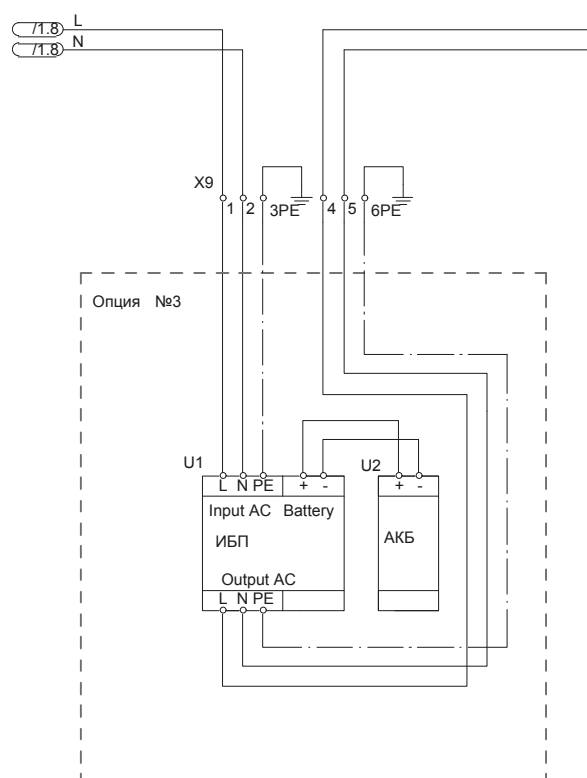 /1.8 L
/1.8 N
X9
1 2 3PE 4 5 6PE
Опция №3
U1 U2
L N PE + - + -
Input AC Battery
ИБП АКБ
Output AC
L N PE